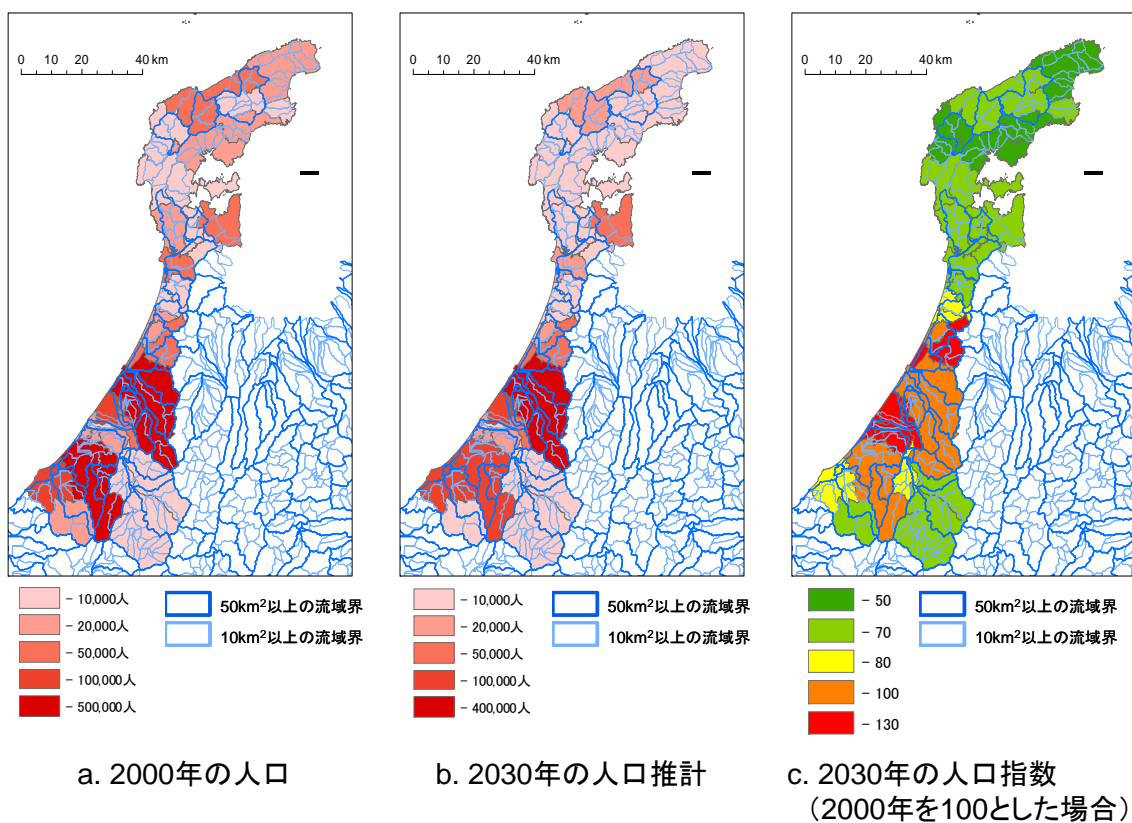 0 10 20 40 km
0 10 20 40 km
0 10 20 40 km
- 10,000人
- 20,000人
- 50,000人
- 100,000人
- 500,000人
50km²以上の流域界
10km²以上の流域界
- 10,000人
- 20,000人
- 50,000人
- 100,000人
- 400,000人
50km²以上の流域界
10km²以上の流域界
- 50
- 70
- 80
- 100
- 130
50km²以上の流域界
10km²以上の流域界
a. 2000年の人口
b. 2030年の人口推計
c. 2030年の人口指数
（2000年を100とした場合）